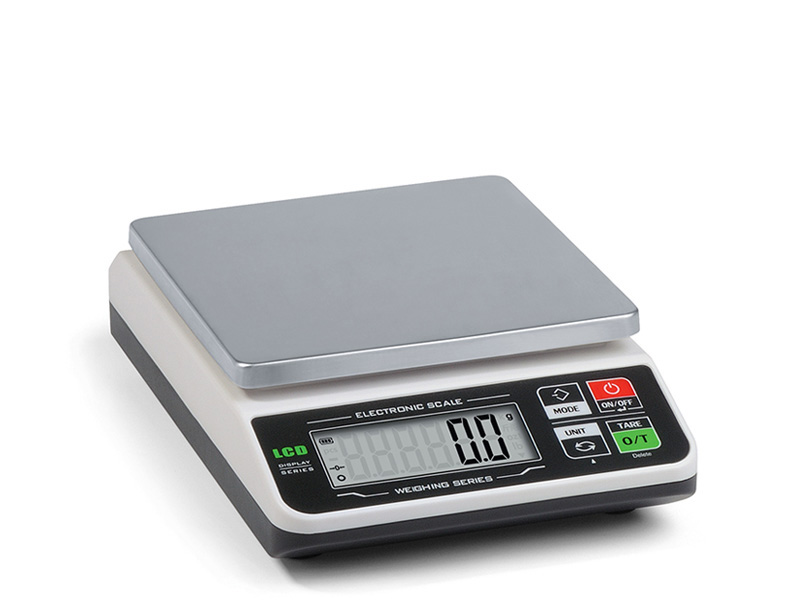 ELECTRONIC SCALE
LCD
DISPLAY
SERIES
0.0
g
WEIGHING SERIES
MODE
ON/OFF
UNIT
TARE
O/T
Delete